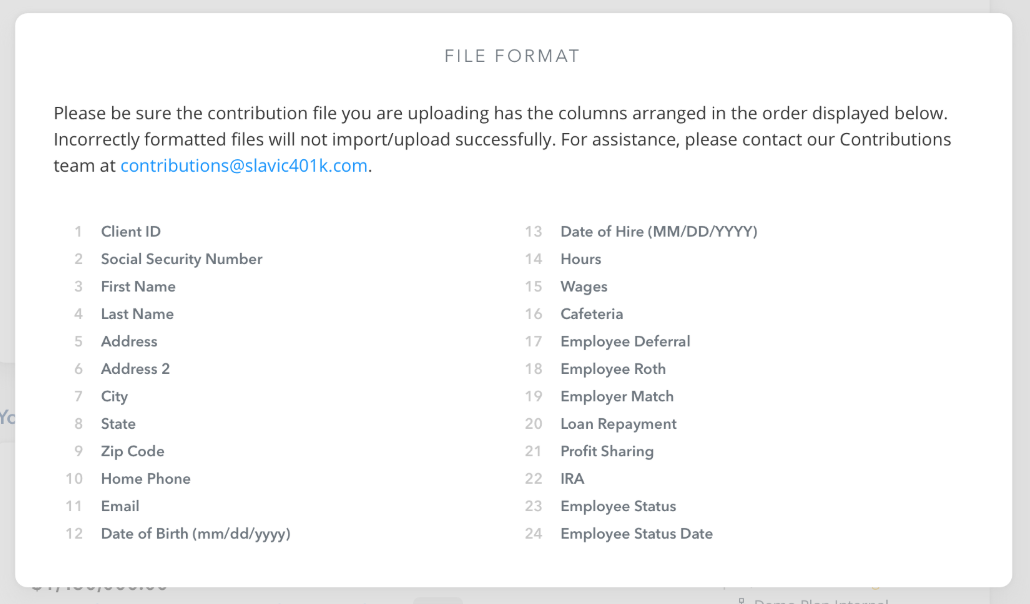 FILE FORMAT
Please be sure the contribution file you are uploading has the columns arranged in the order displayed below.
Incorrectly formatted files will not import/upload successfully. For assistance, please contact our Contributions
team at contributions@slavic401k.com.
1 Client ID
2 Social Security Number
3 First Name
4 Last Name
5 Address
6 Address 2
7 City
8 State
9 Zip Code
10 Home Phone
11 Email
12 Date of Birth (mm/dd/yyyy)
13 Date of Hire (MM/DD/YYYY)
14 Hours
15 Wages
16 Cafeteria
17 Employee Deferral
18 Employee Roth
19 Employer Match
20 Loan Repayment
21 Profit Sharing
22 IRA
23 Employee Status
24 Employee Status Date